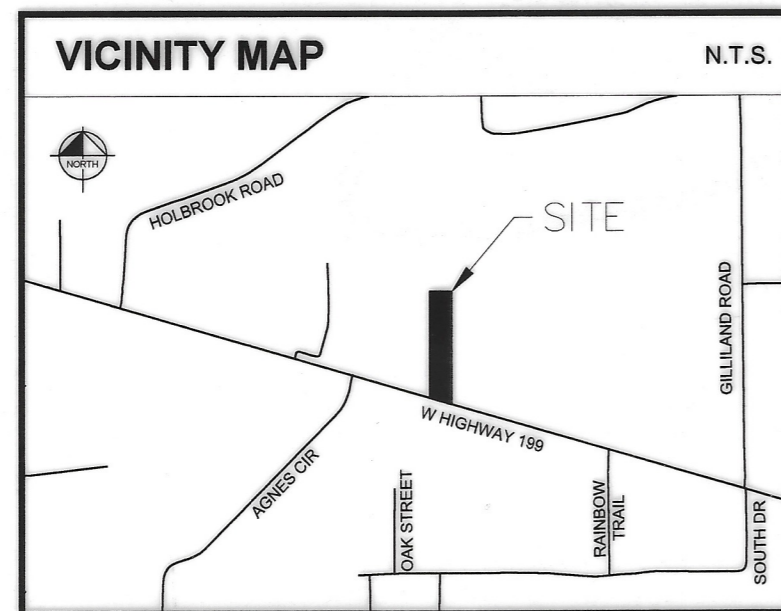 VICINITY MAP
N.T.S.
NORTH
HOLBROOK ROAD
SITE
GILLILAND ROAD
W HIGHWAY 199
AGNES CIR
OAK STREET
RAINBOW
TRAIL
SOUTH DR